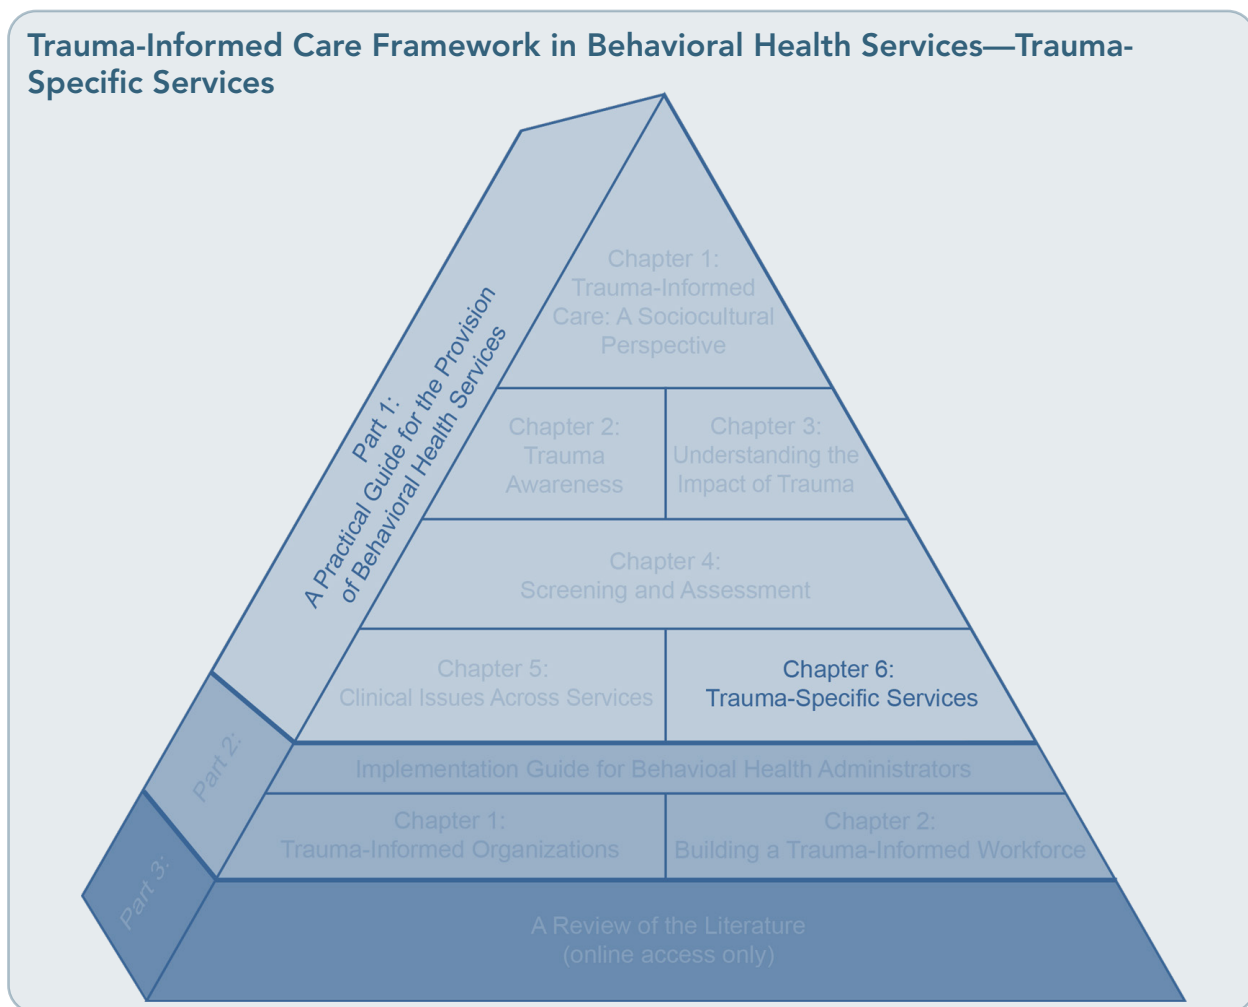 Trauma-Informed Care Framework in Behavioral Health Services—Trauma-
Specific Services
Part 1:
A Practical Guide for the Provision
of Behavioral Health Services
Chapter 1:
Trauma-Informed
Care: A Sociocultural
Perspective
Chapter 2:
Trauma
Awareness
Chapter 3:
Understanding the
Impact of Trauma
Chapter 4:
Screening and Assessment
Chapter 5:
Clinical Issues Across Services
Chapter 6:
Trauma-Specific Services
Part 2:
Implementation Guide for Behavioal Health Administrators
Chapter 1:
Trauma-Informed Organizations
Chapter 2:
Building a Trauma-Informed Workforce
Part 3:
A Review of the Literature
(online access only)